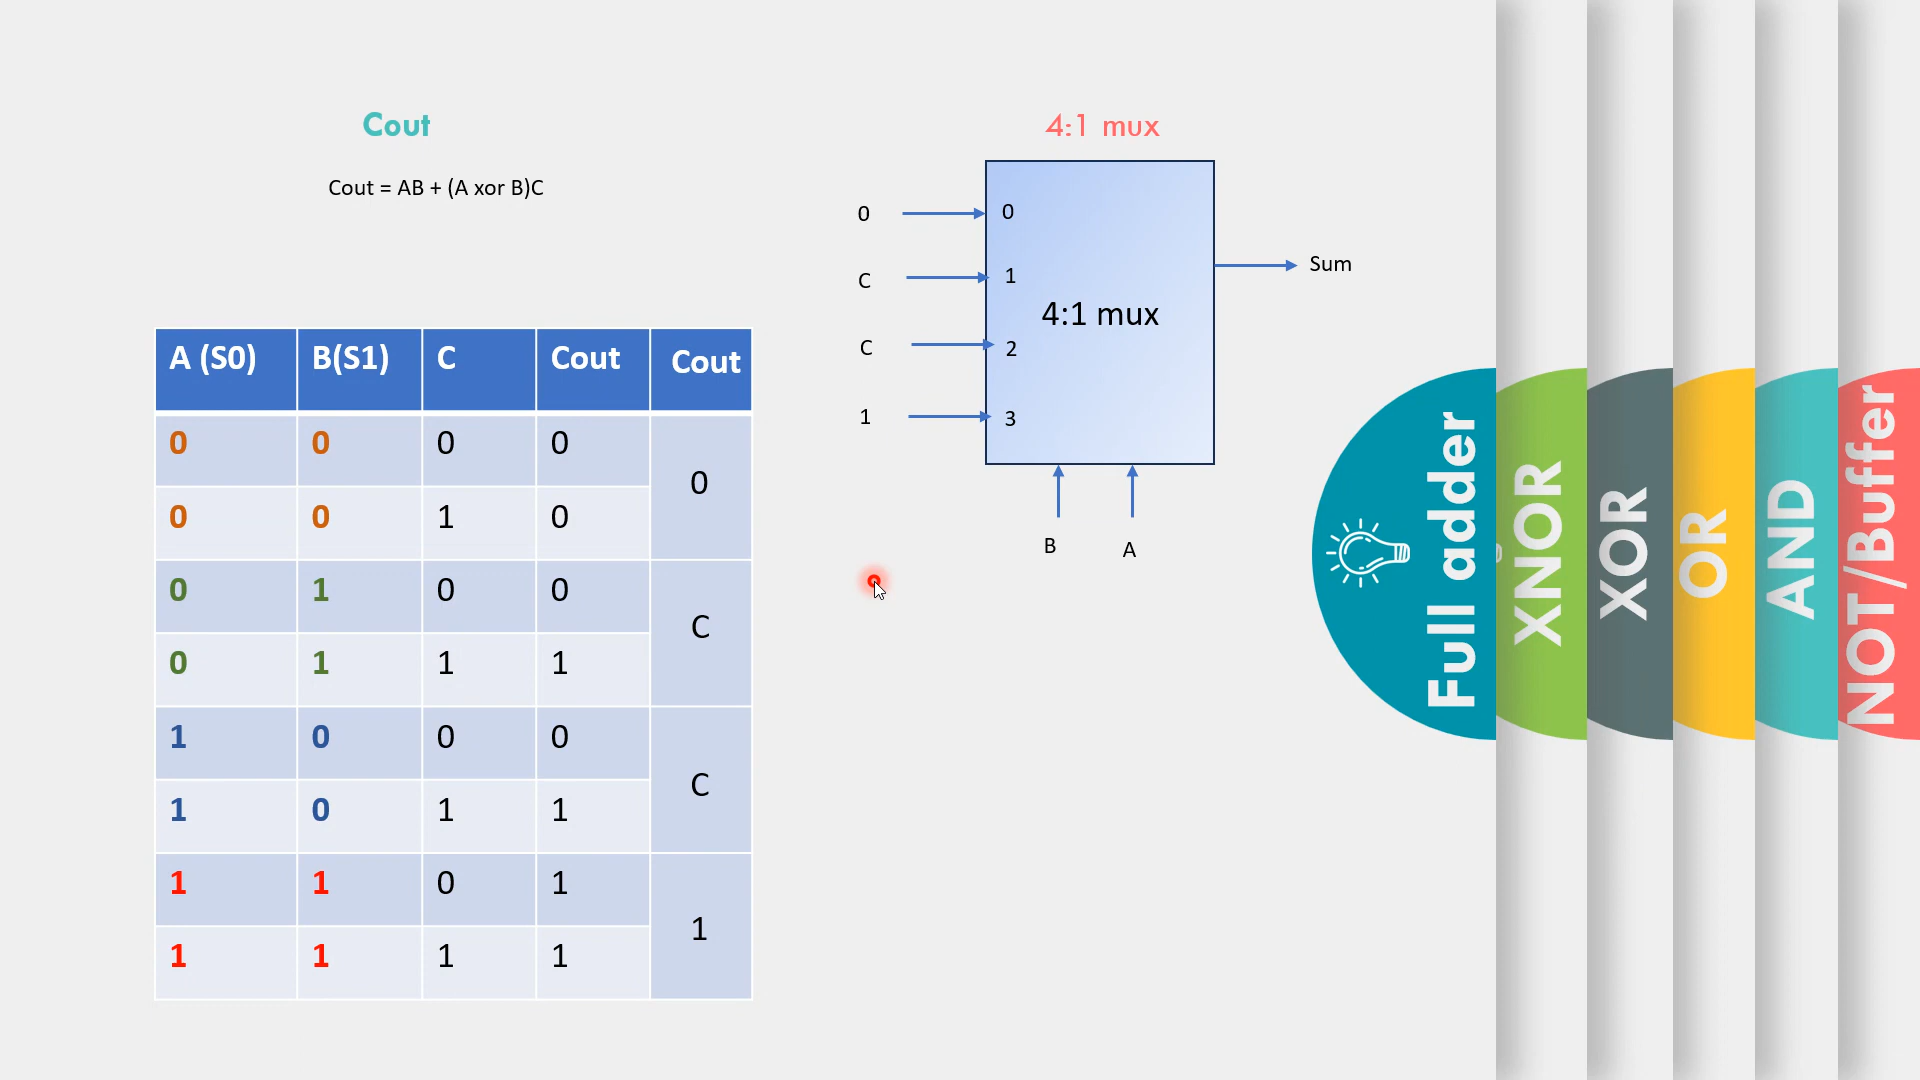 Cout
Cout = AB + (A xor B)C
A (S0) B(S1) C Cout Cout
0 0 0 0 0
0 0 1 0
0 1 0 0 C
0 1 1 1
1 0 0 0 C
1 0 1 1
1 1 0 1 1
1 1 1 1
4:1 mux
0 0
C 1
4:1 mux
C 2
1 3
Sum
B A
Full adder
XNOR
XOR
OR
AND
NOT/Buffer